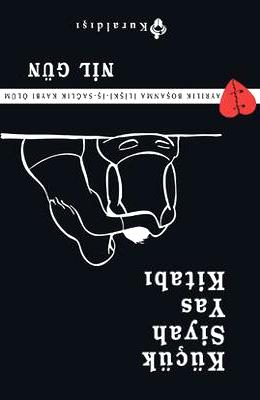 Küçük
Siyah
Yas
Kitabı
AYRILIK BOŞANMA İLİŞKİ-İŞ-SAĞLIK KAYBI ÖLÜM
NİL GÜN
Kuraldışı